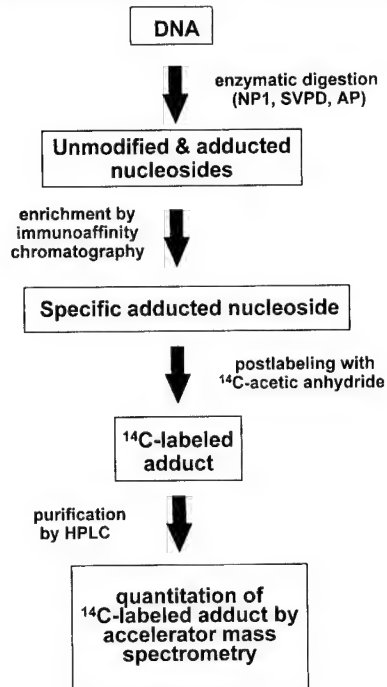 DNA
enzymatic digestion
(NP1, SVPD, AP)
Unmodified & adducted
nucleosides
enrichment by
immunoaffinity
chromatography
Specific adducted nucleoside
postlabeling with
¹⁴C-acetic anhydride
¹⁴C-labeled
adduct
purification
by HPLC
quantitation of
¹⁴C-labeled adduct by
accelerator mass
spectrometry